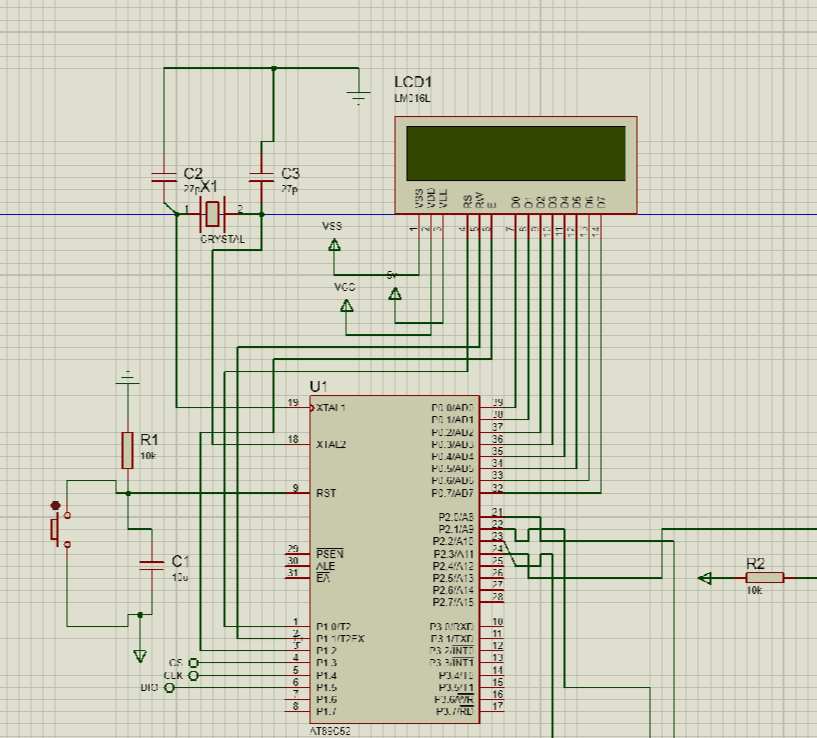 LCD1
LM016L
C2
27p
X1
C3
27p
1
2
CRYSTAL
VSS
VDD
VEE
RS
RW
E
D0
D1
D2
D3
D4
D5
D6
D7
1
2
3
4
5
6
7
8
9
10
11
12
13
14
VSS
5v
VCC
U1
R1
10k
C1
10u
R2
10k
19
XTAL1
18
XTAL2
9
RST
29
PSEN
30
ALE
31
EA
1
P1.0/T2
2
P1.1/T2EX
3
P1.2
CS
4
P1.3
CLK
5
P1.4
DIO
6
P1.5
7
P1.6
8
P1.7
P0.0/AD0
39
P0.1/AD1
38
P0.2/AD2
37
P0.3/AD3
36
P0.4/AD4
35
P0.5/AD5
34
P0.6/AD6
33
P0.7/AD7
32
P2.0/A8
21
P2.1/A9
22
P2.2/A10
23
P2.3/A11
24
P2.4/A12
25
P2.5/A13
26
P2.6/A14
27
P2.7/A15
28
P3.0/RXD
10
P3.1/TXD
11
P3.2/INT0
12
P3.3/INT1
13
P3.4/T0
14
P3.5/T1
15
P3.6/WR
16
P3.7/RD
17
AT89C52